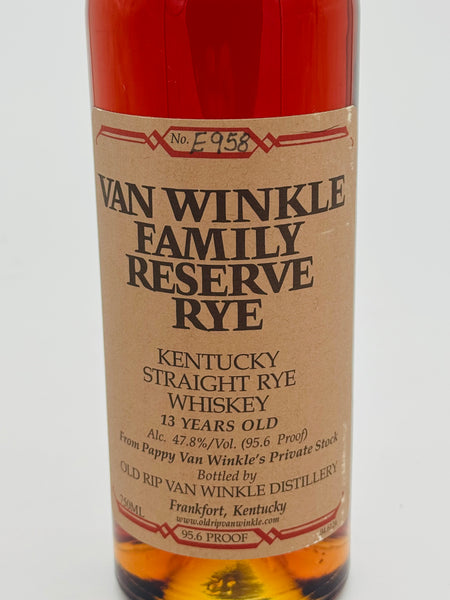 No. E958
VAN WINKLE
FAMILY
RESERVE
RYE
KENTUCKY
STRAIGHT RYE
WHISKEY
13 YEARS OLD
Alc. 47.8%/Vol. (95.6 Proof)
From Pappy Van Winkle's Private Stock
Bottled by
OLD RIP VAN WINKLE DISTILLERY
750ML
Frankfort, Kentucky
www.oldripvanwinkle.com
95.6 PROOF